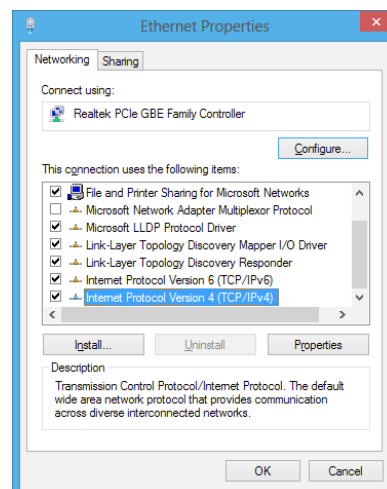 Ethernet Properties
Networking
Sharing
Connect using:
Realtek PCIe GBE Family Controller
Configure...
This connection uses the following items:
File and Printer Sharing for Microsoft Networks
Microsoft Network Adapter Multiplexor Protocol
Microsoft LLDP Protocol Driver
Link-Layer Topology Discovery Mapper I/O Driver
Link-Layer Topology Discovery Responder
Internet Protocol Version 6 (TCP/IPv6)
Internet Protocol Version 4 (TCP/IPv4)
Install...
Uninstall
Properties
Description
Transmission Control Protocol/Internet Protocol. The default
wide area network protocol that provides communication
across diverse interconnected networks.
OK
Cancel